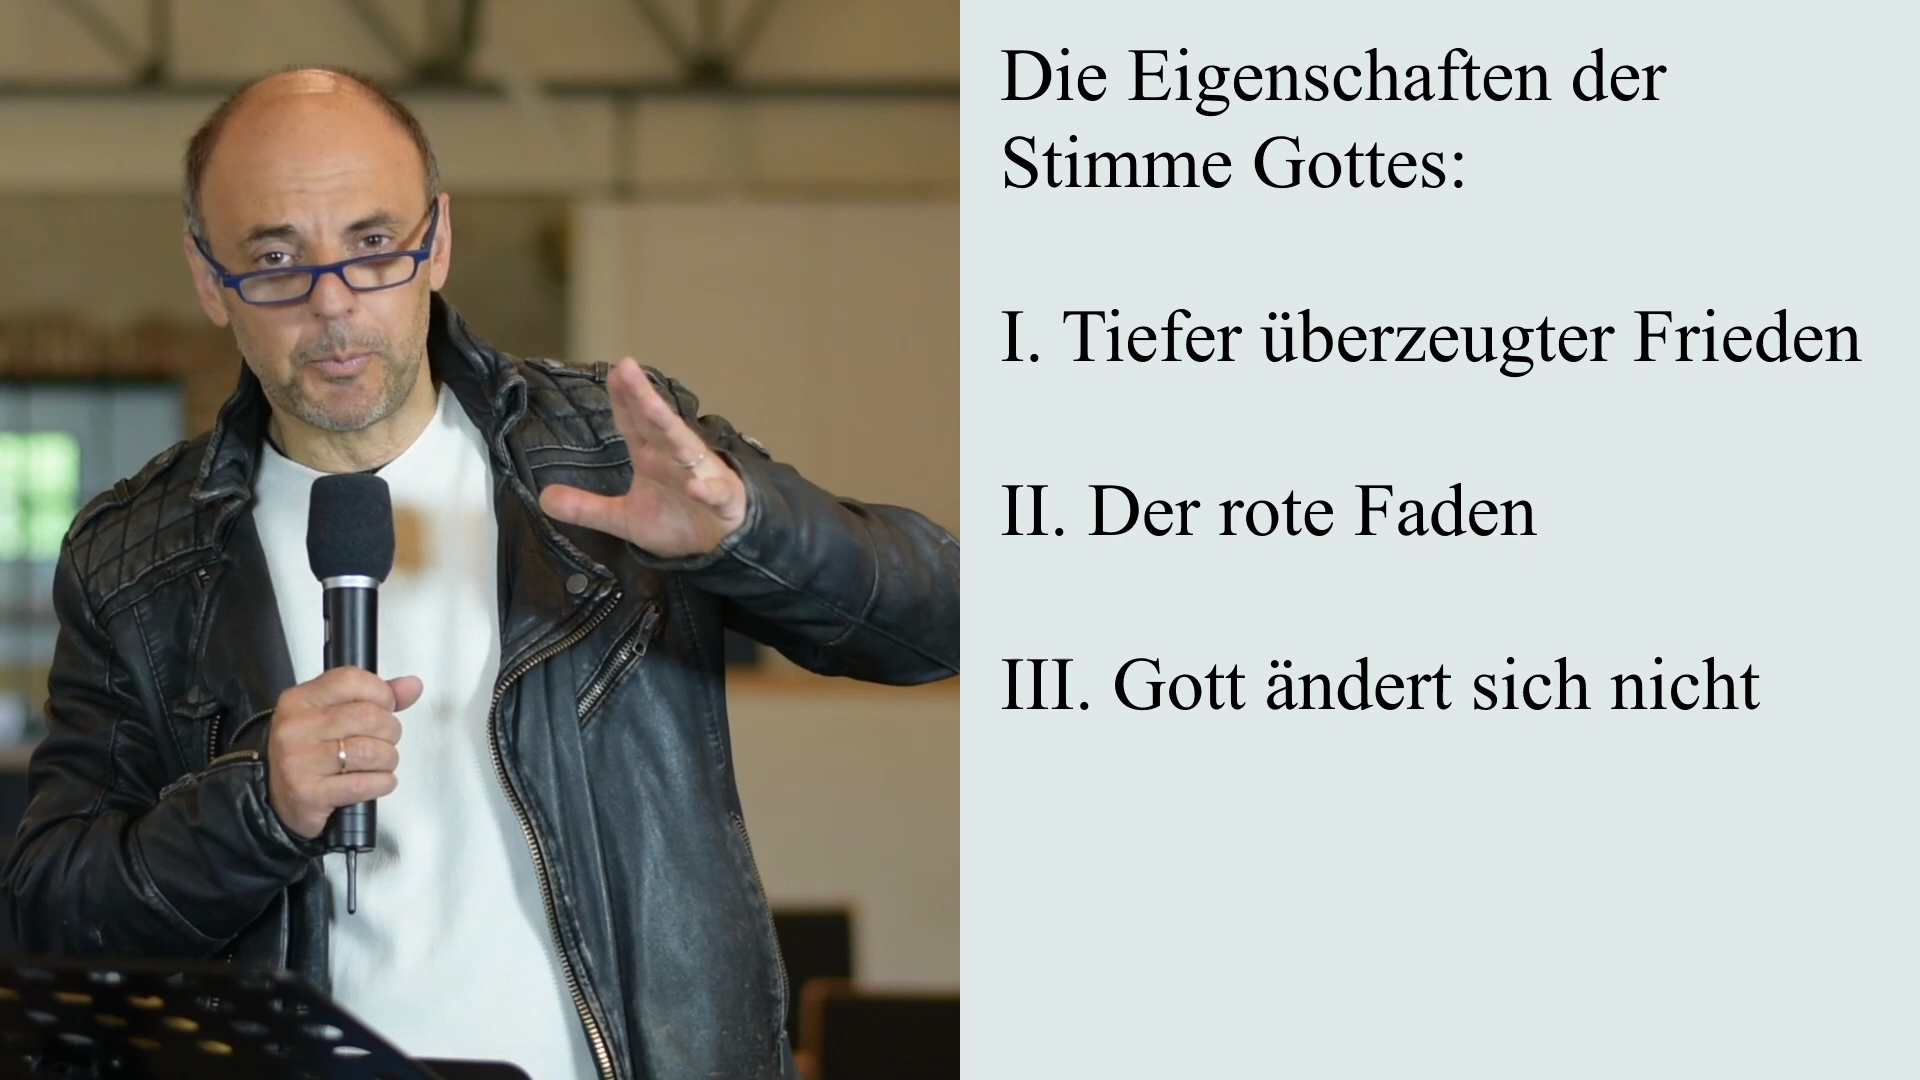 Die Eigenschaften der
Stimme Gottes:
I. Tiefer überzeugter Frieden
II. Der rote Faden
III. Gott ändert sich nicht